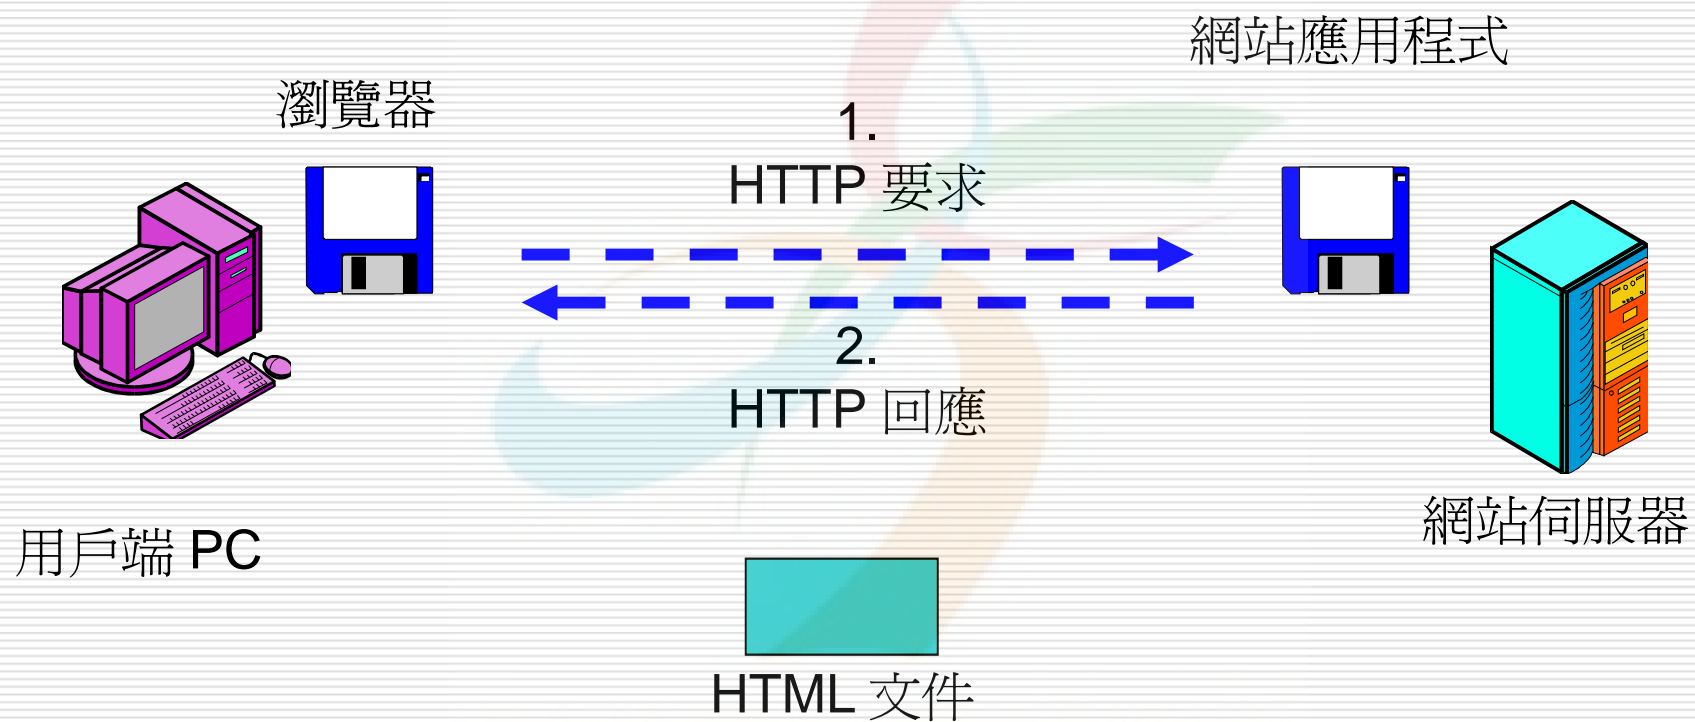 網站應用程式
瀏覽器
1.
HTTP 要求
2.
HTTP 回應
用戶端 PC
網站伺服器
HTML 文件